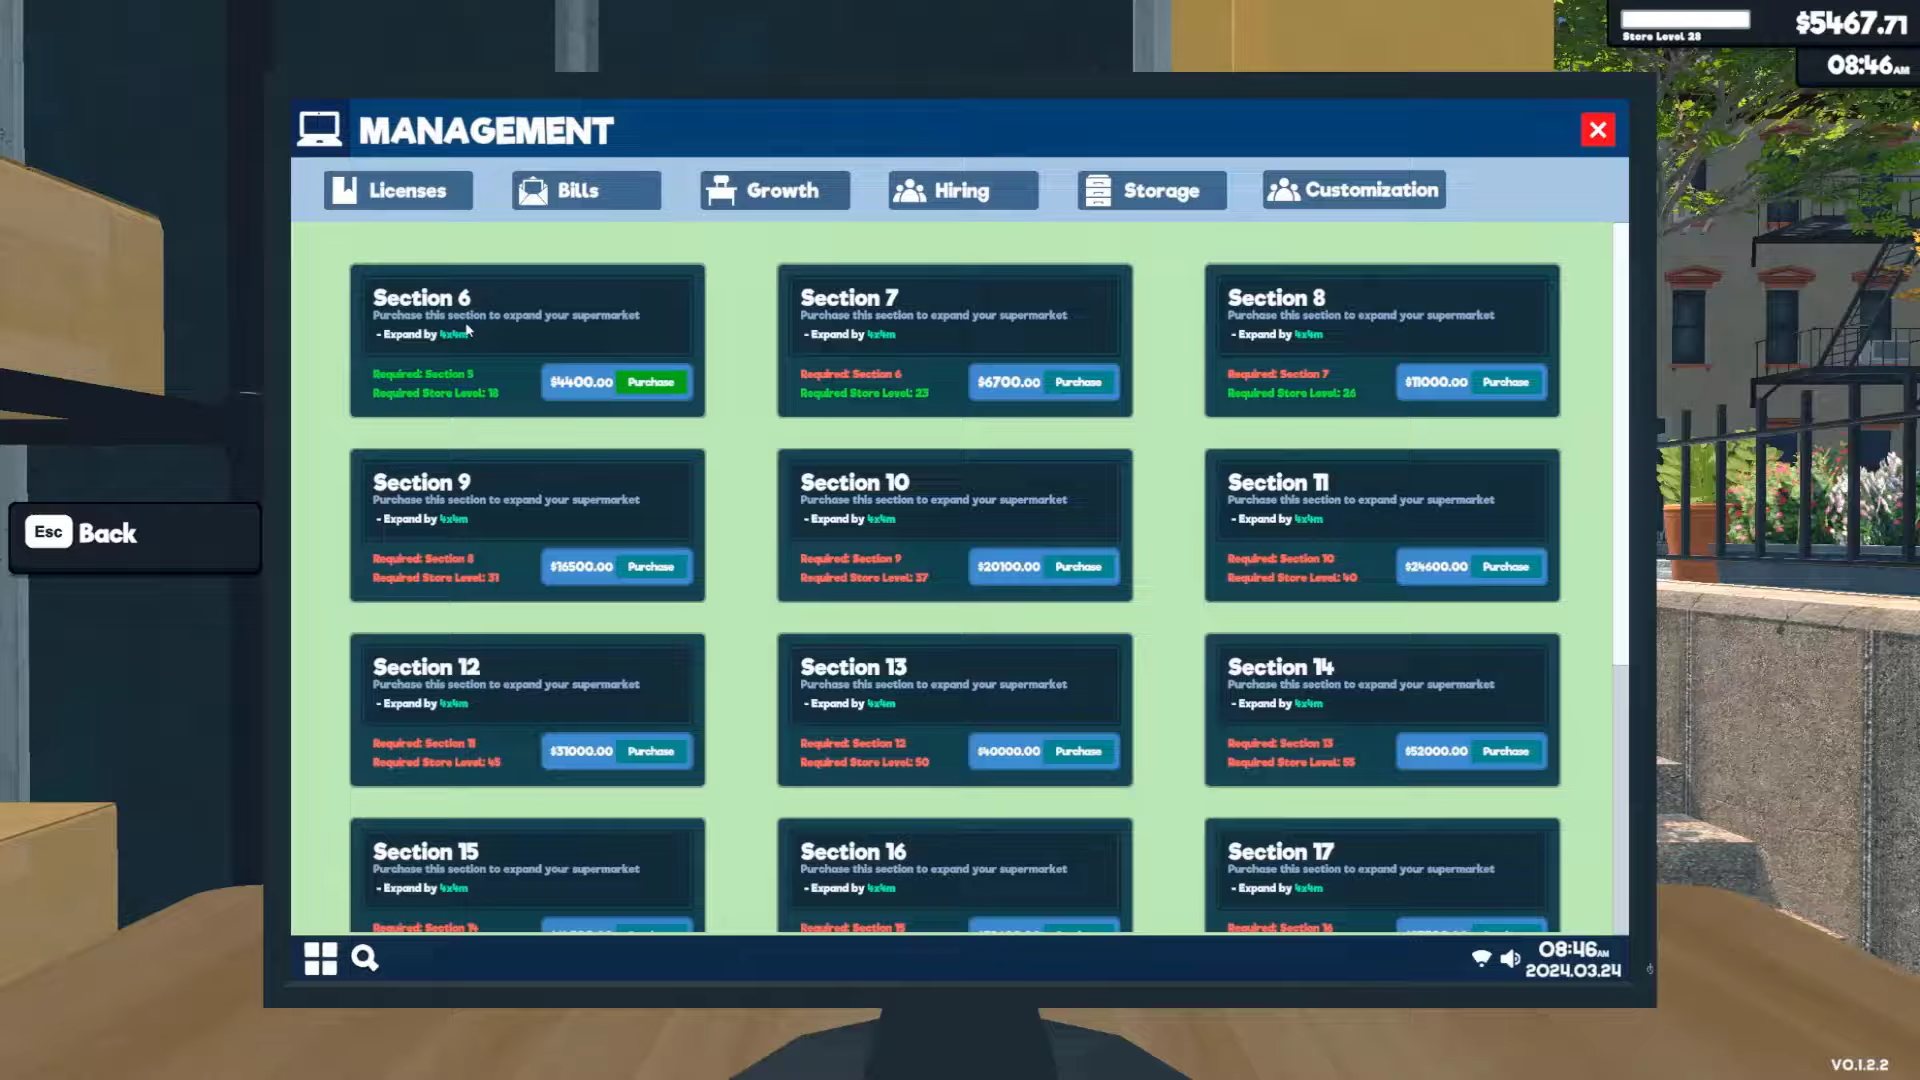 $5467.71
Store Level 28
08:46AM
MANAGEMENT
Licenses
Bills
Growth
Hiring
Storage
Customization
Section 6
Purchase this section to expand your supermarket
- Expand by 4x4m
Required: Section 5
Required Store Level: 18
$4400.00 Purchase
Section 7
Purchase this section to expand your supermarket
- Expand by 4x4m
Required: Section 6
Required Store Level: 23
$6700.00 Purchase
Section 8
Purchase this section to expand your supermarket
- Expand by 4x4m
Required: Section 7
Required Store Level: 26
$11000.00 Purchase
Section 9
Purchase this section to expand your supermarket
- Expand by 4x4m
Required: Section 8
Required Store Level: 31
$16500.00 Purchase
Section 10
Purchase this section to expand your supermarket
- Expand by 4x4m
Required: Section 9
Required Store Level: 37
$20100.00 Purchase
Section 11
Purchase this section to expand your supermarket
- Expand by 4x4m
Required: Section 10
Required Store Level: 40
$24600.00 Purchase
Esc Back
Section 12
Purchase this section to expand your supermarket
- Expand by 4x4m
Required: Section 11
Required Store Level: 45
$31000.00 Purchase
Section 13
Purchase this section to expand your supermarket
- Expand by 4x4m
Required: Section 12
Required Store Level: 50
$40000.00 Purchase
Section 14
Purchase this section to expand your supermarket
- Expand by 4x4m
Required: Section 13
Required Store Level: 55
$52000.00 Purchase
Section 15
Purchase this section to expand your supermarket
- Expand by 4x4m
Required: Section 14
Section 16
Purchase this section to expand your supermarket
- Expand by 4x4m
Required: Section 15
Section 17
Purchase this section to expand your supermarket
- Expand by 4x4m
Required: Section 16
08:46AM
2024.03.24
V0.1.2.2